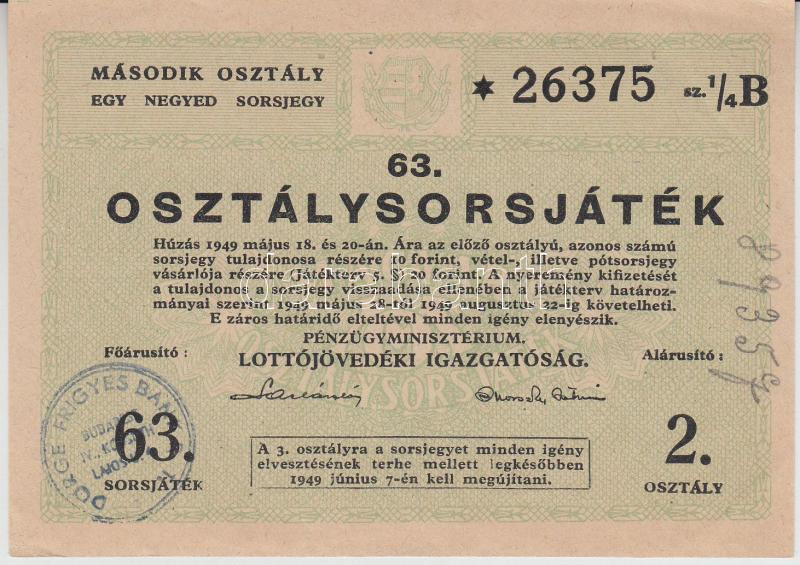 MÁSODIK OSZTÁLY
EGY NEGYED SORSJEGY
* 26375 sz. 1/4 B
63.
OSZTÁLYSORSJÁTÉK
Húzás 1949 május 18. és 20-án. Ára az előző osztályú, azonos számú
sorsjegy tulajdonosa részére 10 forint, vétel-, illetve pótsorsjegy
vásárlója részére (Játékterv 5. §) 20 forint. A nyeremény kifizetését
a tulajdonos a sorsjegy visszaadása ellenében a játékterv határoz-
mányai szerint 1949 május 28-tól 1949 augusztus 22-ig követelheti.
E záros határidő elteltével minden igény elenyészik.
PÉNZÜGYMINISZTÉRIUM.
Főárusító :
LOTTÓJÖVEDÉKI IGAZGATÓSÁG.
Alárusító :
DORGE FRIGYES
BUDAPEST
LAJOS
63.
SORSJÁTÉK
A 3. osztályra a sorsjegyet minden igény
elvesztésének terhe mellett legkésőbben
1949 június 7-én kell megújítani.
2.
OSZTÁLY